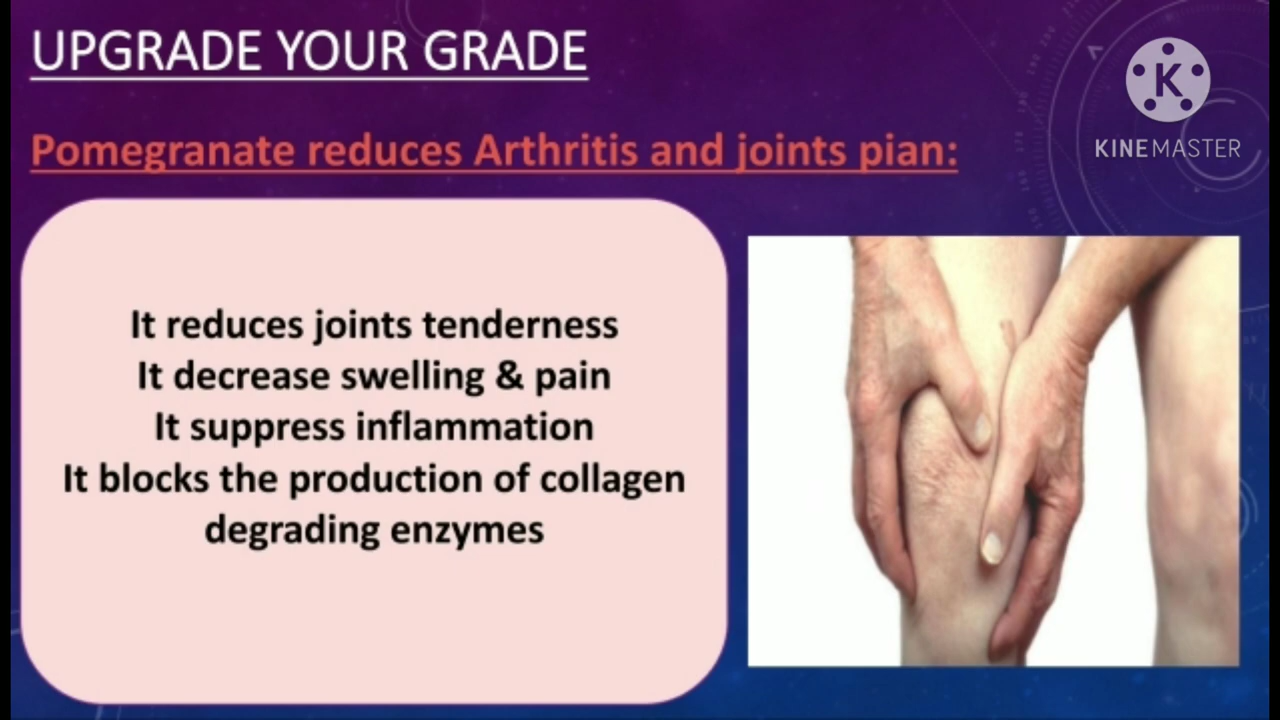 UPGRADE YOUR GRADE
Pomegranate reduces Arthritis and joints pian:
K
KINEMASTER
It reduces joints tenderness
It decrease swelling & pain
It suppress inflammation
It blocks the production of collagen
degrading enzymes